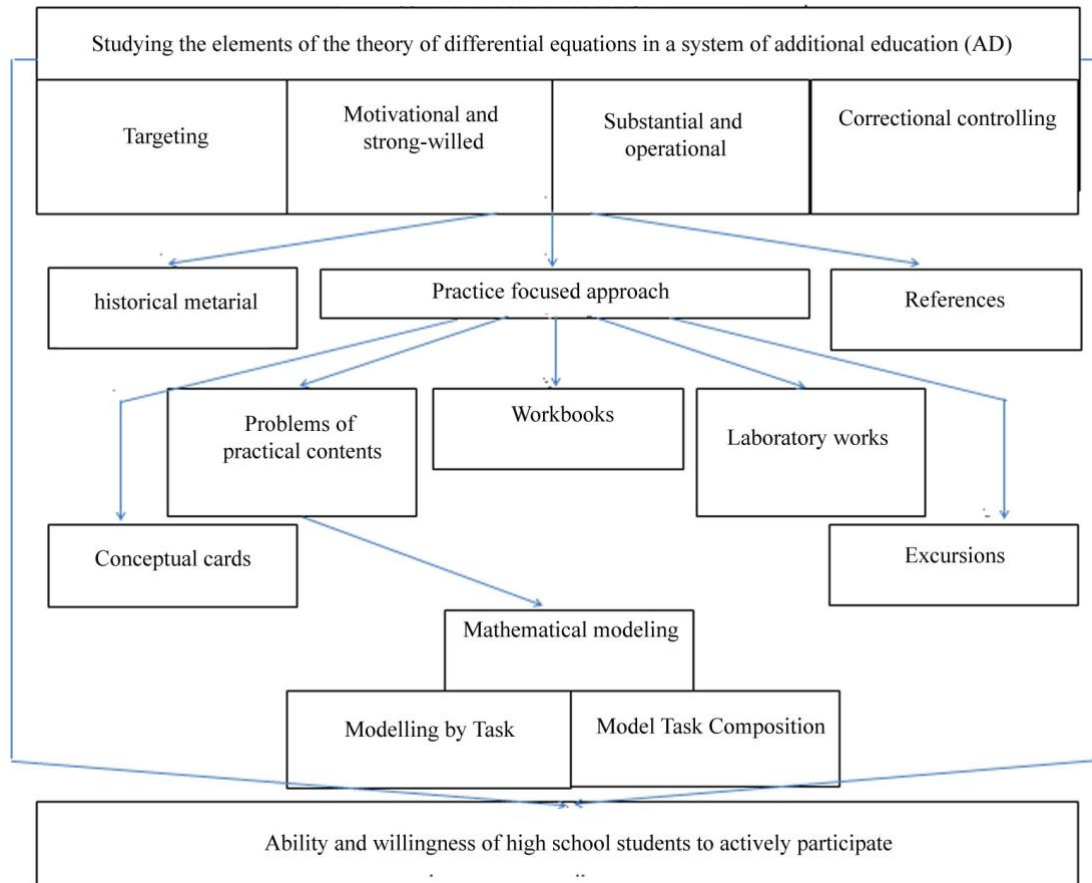 Studying the elements of the theory of differential equations in a system of additional education (AD)
Targeting
Motivational and
strong-willed
Substantial and
operational
Correctional controlling
historical metarial
Practice focused approach
References
Problems of
practical contents
Workbooks
Laboratory works
Conceptual cards
Excursions
Mathematical modeling
Modelling by Task
Model Task Composition
Ability and willingness of high school students to actively participate